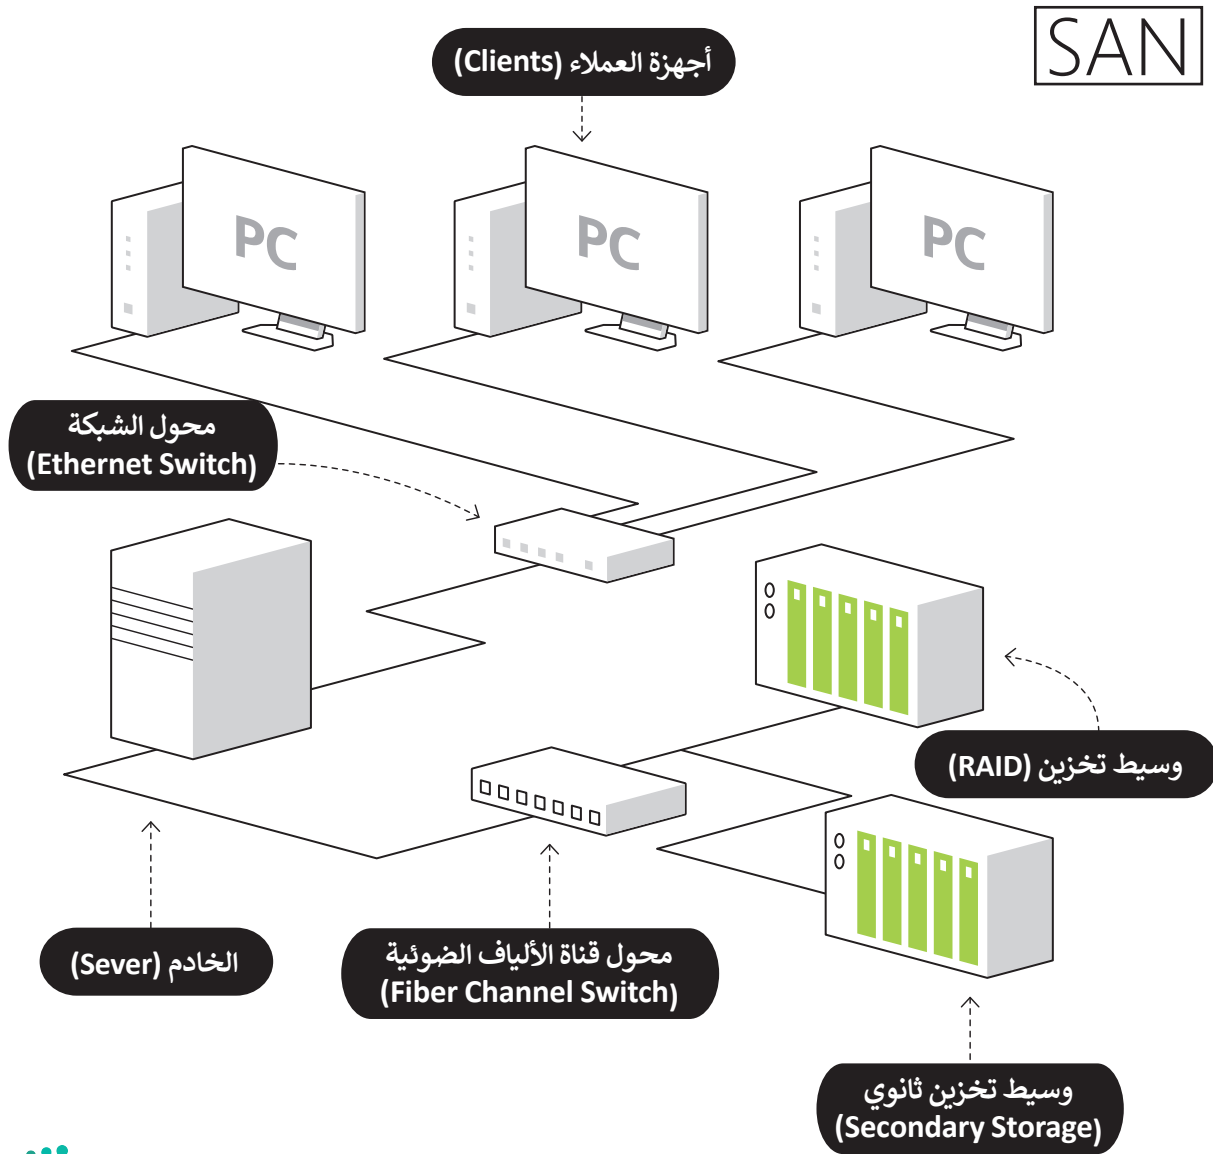 SAN
أجهزة العملاء (Clients)
PC
PC
PC
محول الشبكة
(Ethernet Switch)
وسيط تخزين (RAID)
الخادم (Sever)
محول قناة الألياف الضوئية
(Fiber Channel Switch)
وسيط تخزين ثانوي
(Secondary Storage)